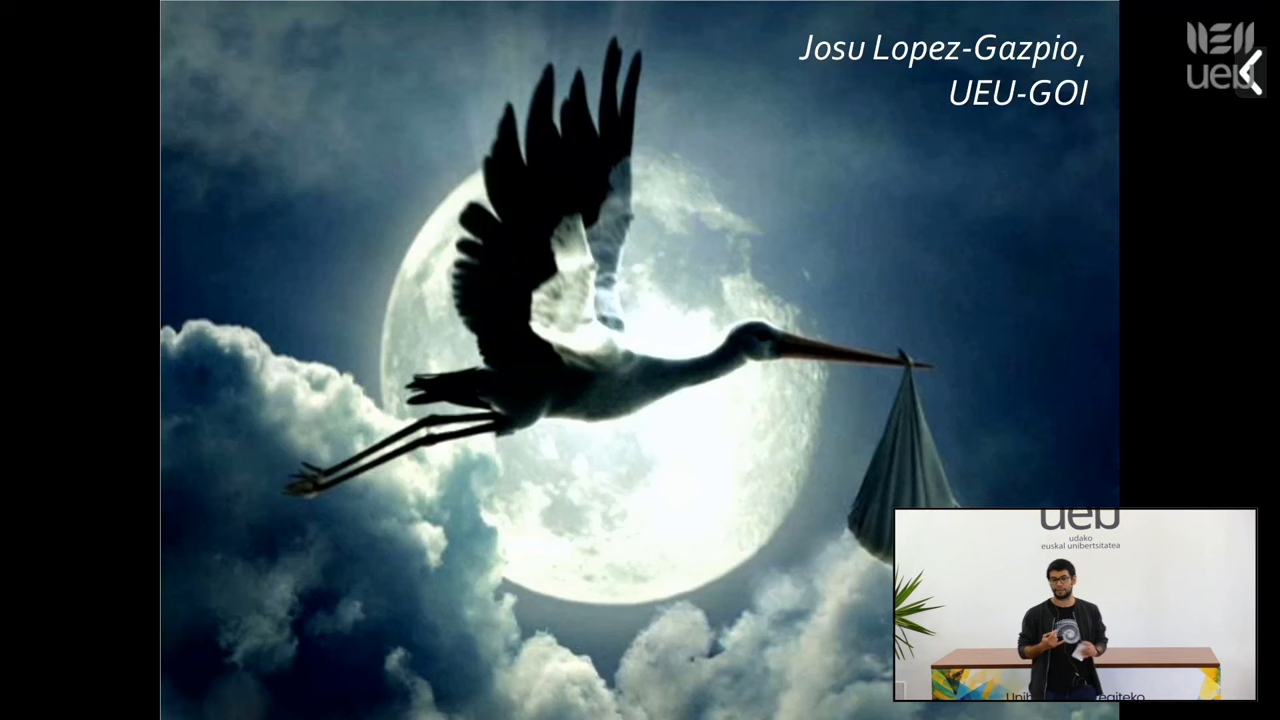 Josu Lopez-Gazpio,
UEU-GOI
ueu
ueu
udako
euskal unibertsitatea